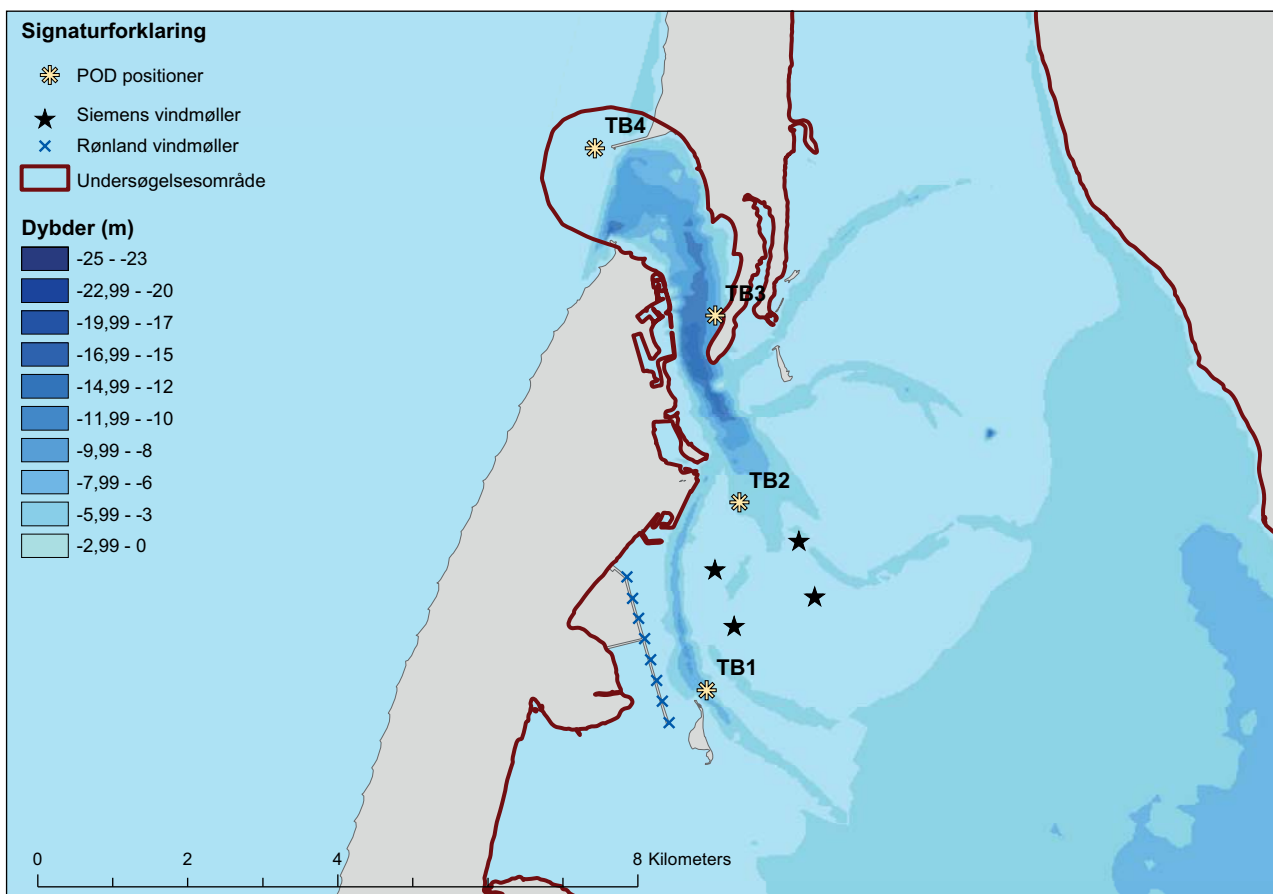 Signaturforklaring
POD positioner
Siemens vindmøller
Rønland vindmøller
Undersøgelsesområde
Dybder (m)
-25 - -23
-22,99 - -20
-19,99 - -17
-16,99 - -15
-14,99 - -12
-11,99 - -10
-9,99 - -8
-7,99 - -6
-5,99 - -3
-2,99 - 0
TB4
TB3
TB2
TB1
0 2 4 8 Kilometers